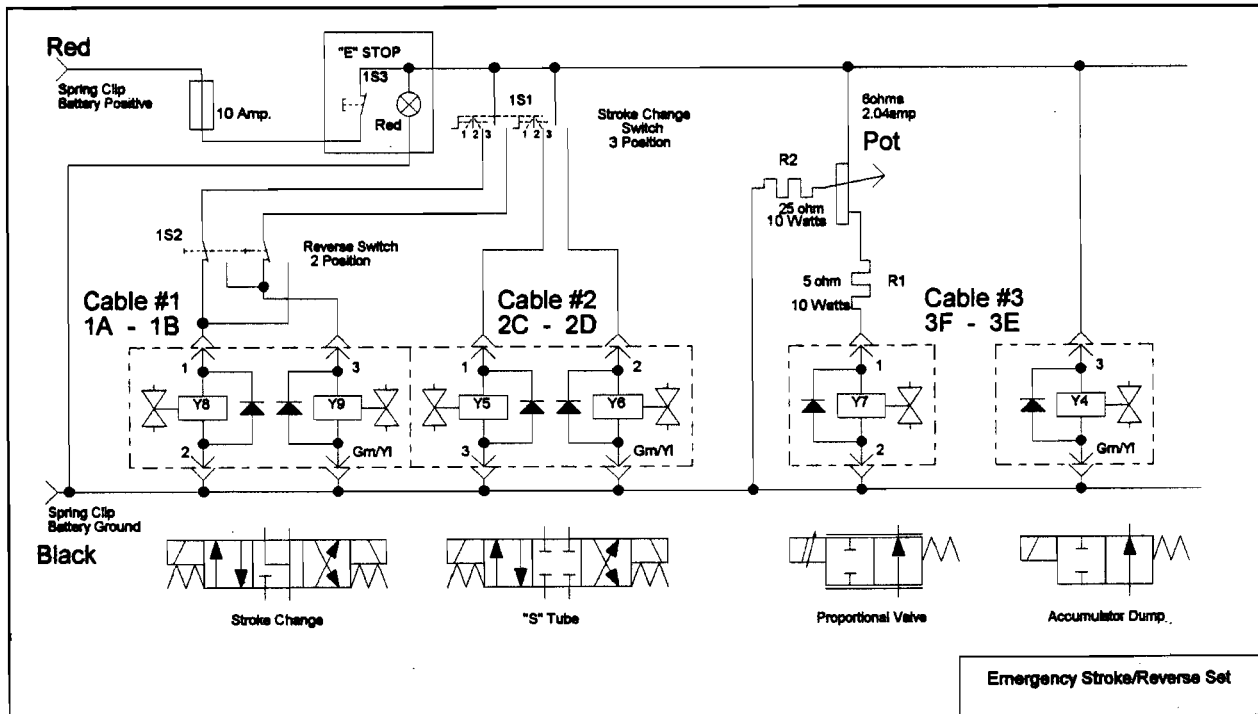 Red
Spring Clip
Battery Positive
10 Amp.
"E" STOP
1S3
Red
1S1
1 2 3
1 2 3
Stroke Change
Switch
3 Position
6ohms
2.04amp
Pot
R2
25 ohm
10 Watts
1S2
Reverse Switch
2 Position
5 ohm
R1
10 Watts
Cable #1
1A - 1B
Cable #2
2C - 2D
Cable #3
3F - 3E
1
3
1
2
1
3
Y8
Y9
Y5
Y6
Y7
Y4
2
Grn/Yl
3
Grn/Yl
2
Grn/Yl
Spring Clip
Battery Ground
Black
Stroke Change
"S" Tube
Proportional Valve
Accumulator Dump
Emergency Stroke/Reverse Set